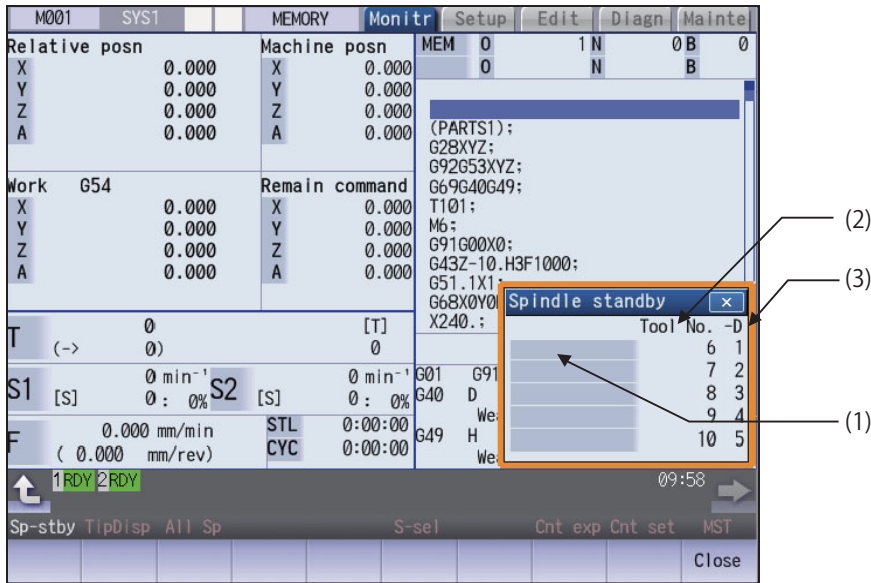 M001 SYS1 MEMORY Monitr Setup Edit Diagn Mainte
Relative posn Machine posn MEM O 1 N 0 B 0
O N B
X 0.000 X 0.000
Y 0.000 Y 0.000
Z 0.000 Z 0.000
A 0.000 A 0.000
Work G54 Remain command
X 0.000 X 0.000
Y 0.000 Y 0.000
Z 0.000 Z 0.000
A 0.000 A 0.000
(PARTS1);
G28XYZ;
G92G53XYZ;
G69G40G49;
T101;
M6;
G91G00X0;
G43Z-10.H3F1000;
G51.1X1;
G68X0Y0
X240.;
T 0 [T]
(-> 0) 0
S1 [S] 0 min⁻¹ 0: 0% S2 [S] 0 min⁻¹ 0: 0%
F 0.000 mm/min
( 0.000 mm/rev)
STL 0:00:00
CYC 0:00:00
G01 G91
G40 D
We
G49 H
We
Spindle standby ×
Tool No. -D
6 1
7 2
8 3
9 4
10 5
(2)
(3)
(1)
1 RDY 2 RDY 09:58
Sp-stby TipDisp All Sp S-sel Cnt exp Cnt set MST
Close